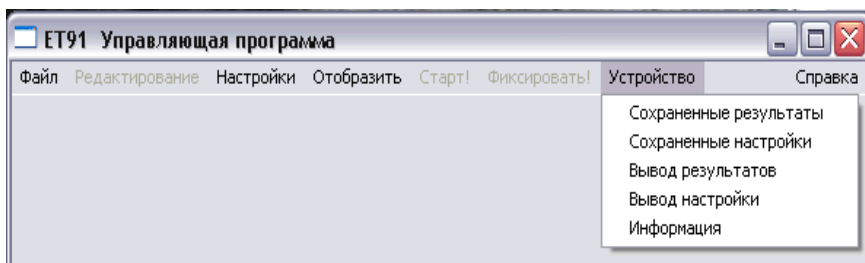 ET91 Управляющая программа
Файл Редактирование Настройки Отобразить Старт! Фиксировать! Устройство Справка
Сохраненные результаты
Сохраненные настройки
Вывод результатов
Вывод настройки
Информация